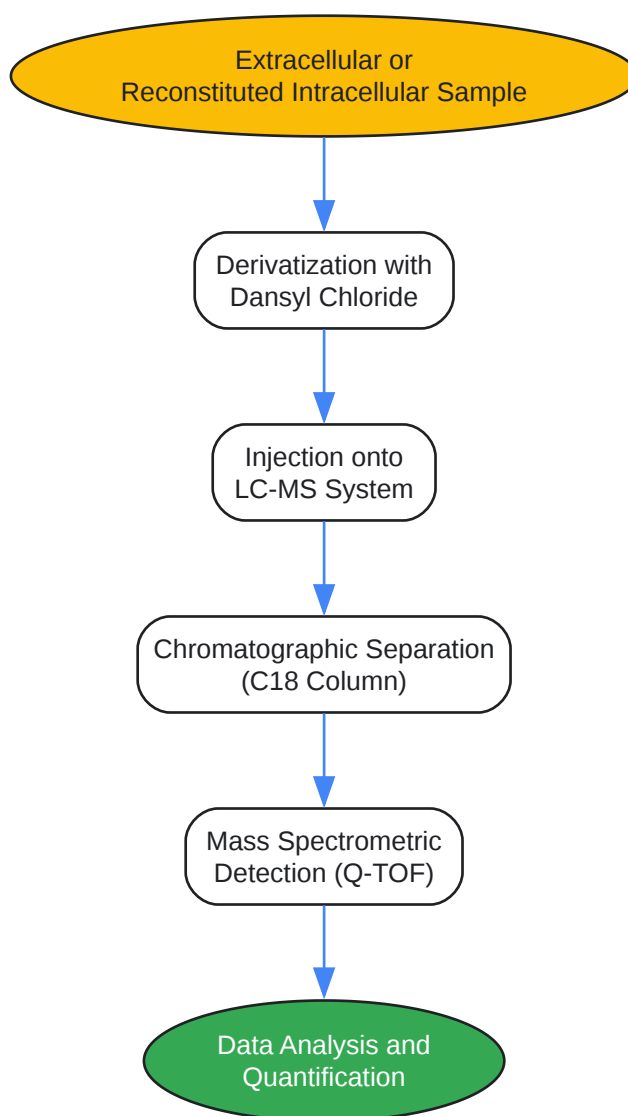 Extracellular or
Reconstituted Intracellular Sample
Derivatization with
Dansyl Chloride
Injection onto
LC-MS System
Chromatographic Separation
(C18 Column)
Mass Spectrometric
Detection (Q-TOF)
Data Analysis and
Quantification